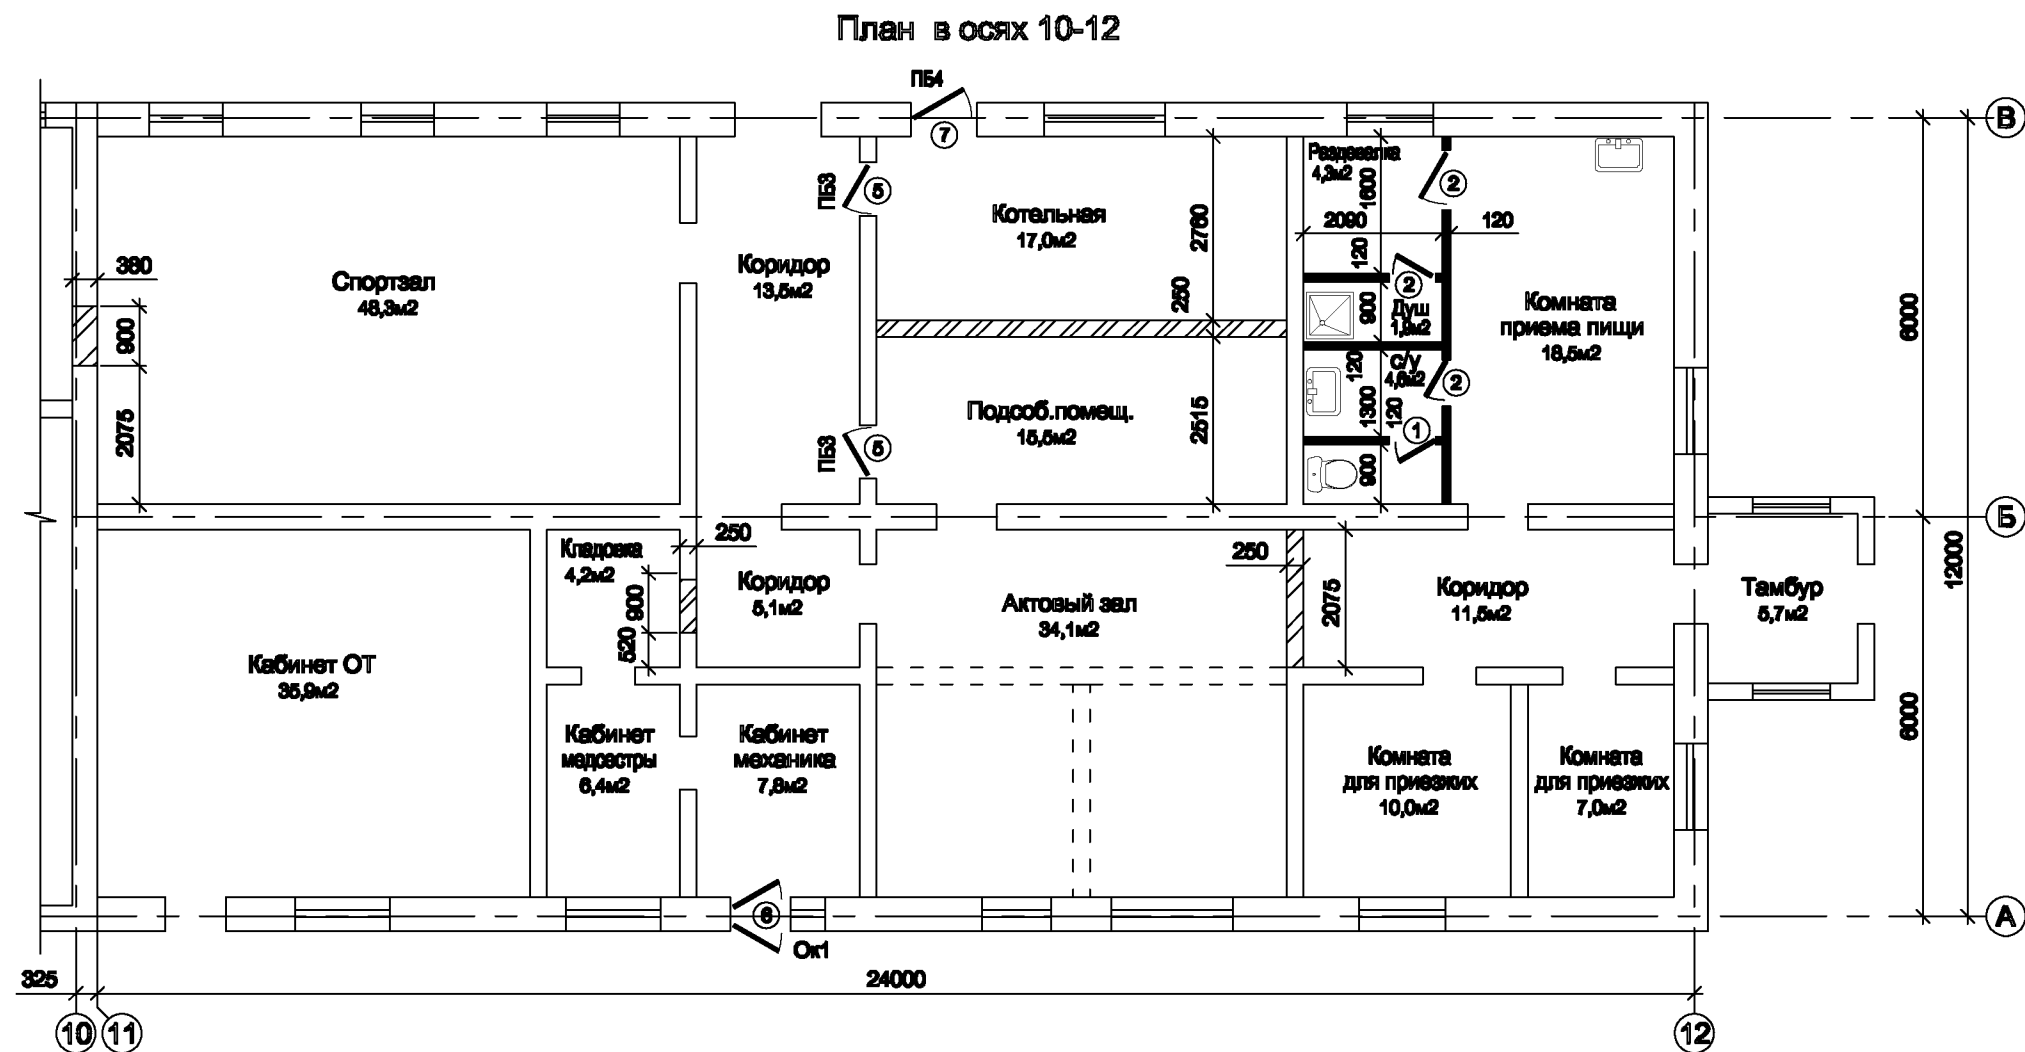 План в осях 10-12
ПБ4
7
В
ПБ3
5
Раздевалка
4,3м2
1600
2
Котельная
17,0м2
2760
2090
120
120
380
Спортзал
48,3м2
Коридор
13,5м2
250
2
Душ
1,9м2
900
Комната
приема пищи
18,5м2
6000
900
2075
120
с/у
4,6м2
2
1300
120
1
Подсоб.помещ.
15,5м2
2515
ПБ3
5
900
Б
250
Кладовка
4,2м2
900
520
Коридор
5,1м2
250
Актовый зал
34,1м2
2075
Коридор
11,5м2
Тамбур
5,7м2
12000
6000
Кабинет ОТ
35,9м2
Кабинет
медсестры
6,4м2
Кабинет
механика
7,8м2
Комната
для приезжих
10,0м2
Комната
для приезжих
7,0м2
6
Ок1
А
325
24000
10
11
12